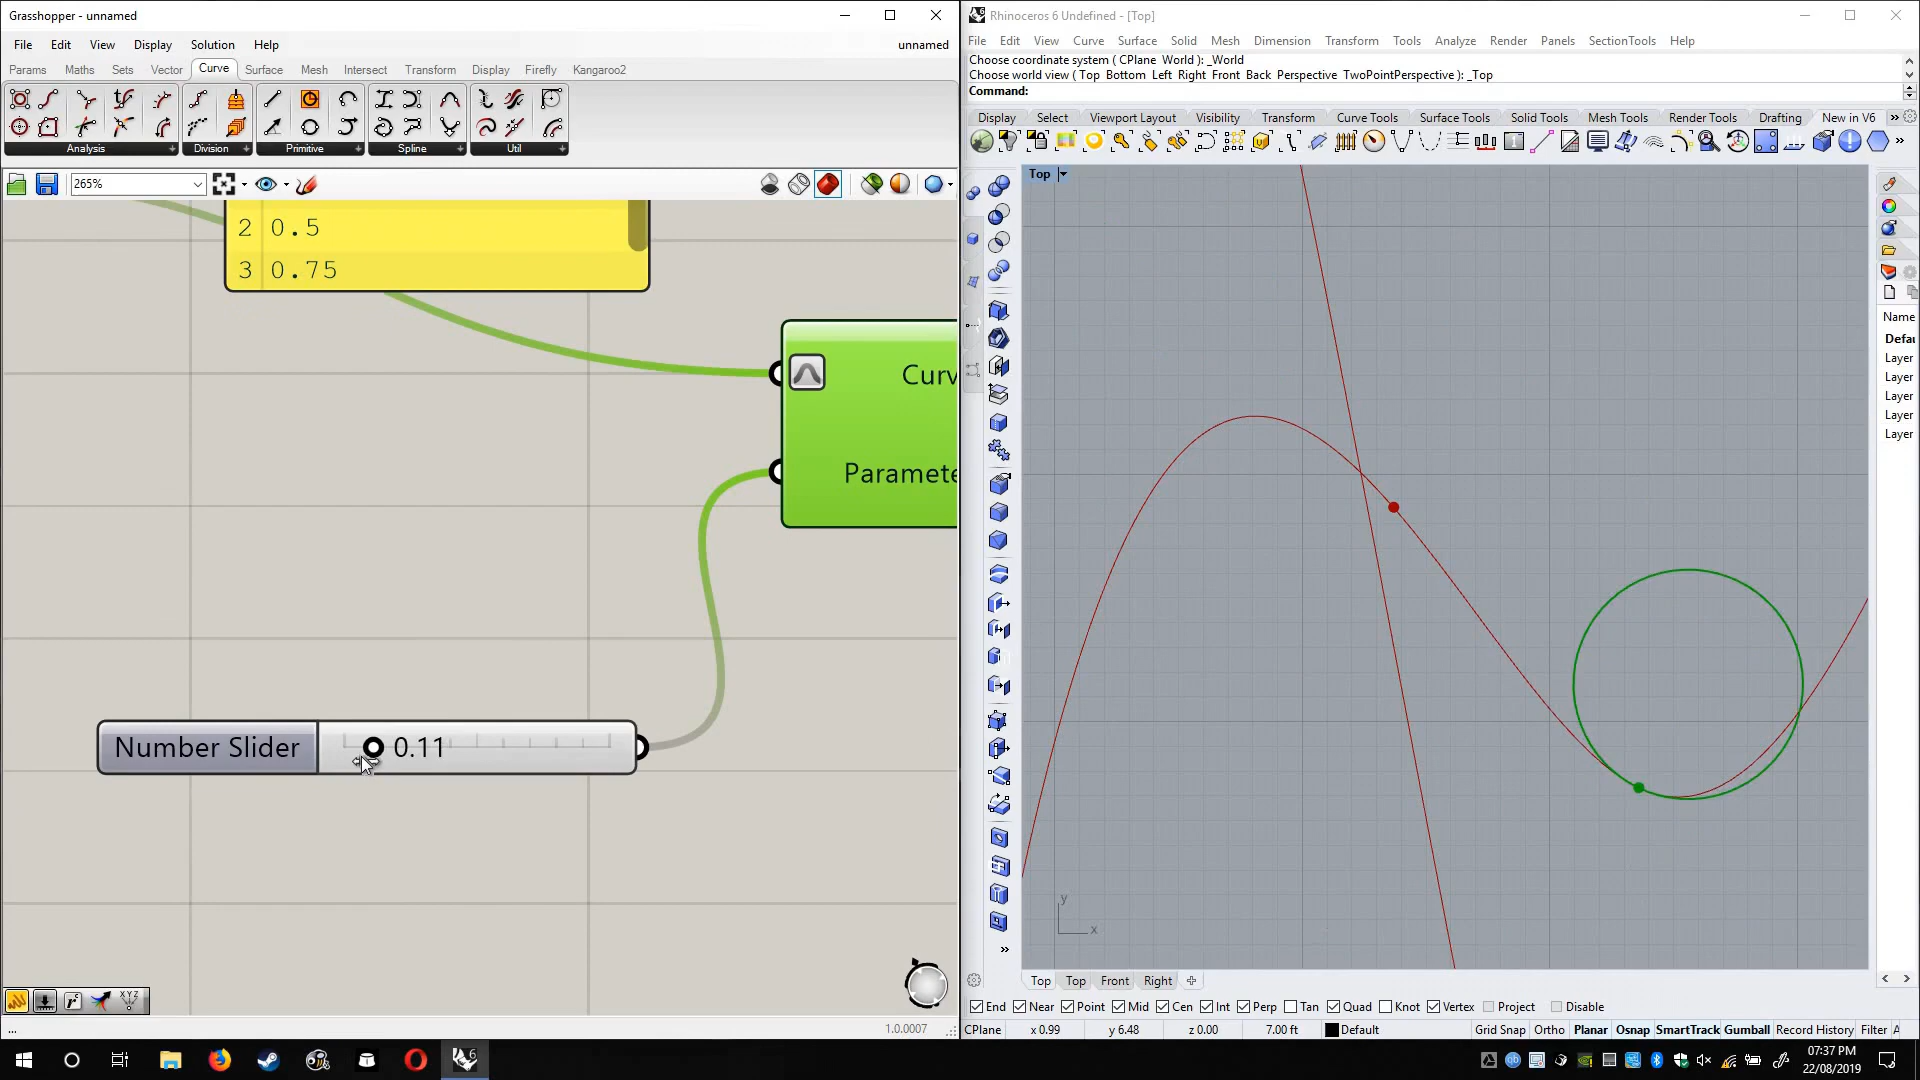 Grasshopper - unnamed
File Edit View Display Solution Help
unnamed
Params Maths Sets Vector Curve Surface Mesh Intersect Transform Display Firefly Kangaroo2
Analysis Division Primitive Spline Util
265%
2 0.5
3 0.75
Curv
Paramete
Number Slider 0.11
XYZ
...
1.0.0007
Rhinoceros 6 Undefined - [Top]
File Edit View Curve Surface Solid Mesh Dimension Transform Tools Analyze Render Panels SectionTools Help
Choose coordinate system ( CPlane World ): _World
Choose world view ( Top Bottom Left Right Front Back Perspective TwoPointPerspective ): _Top
Command:
Display Select Viewport Layout Visibility Transform Curve Tools Surface Tools Solid Tools Mesh Tools Render Tools Drafting New in V6
Top
Name
Defau
Layer
Layer
Layer
Layer
Layer
y
x
Top Top Front Right
End Near Point Mid Cen Int Perp Tan Quad Knot Vertex Project Disable
CPlane x 0.99 y 6.48 z 0.00 7.00 ft Default Grid Snap Ortho Planar Osnap SmartTrack Gumball Record History Filter A
07:37 PM
22/08/2019